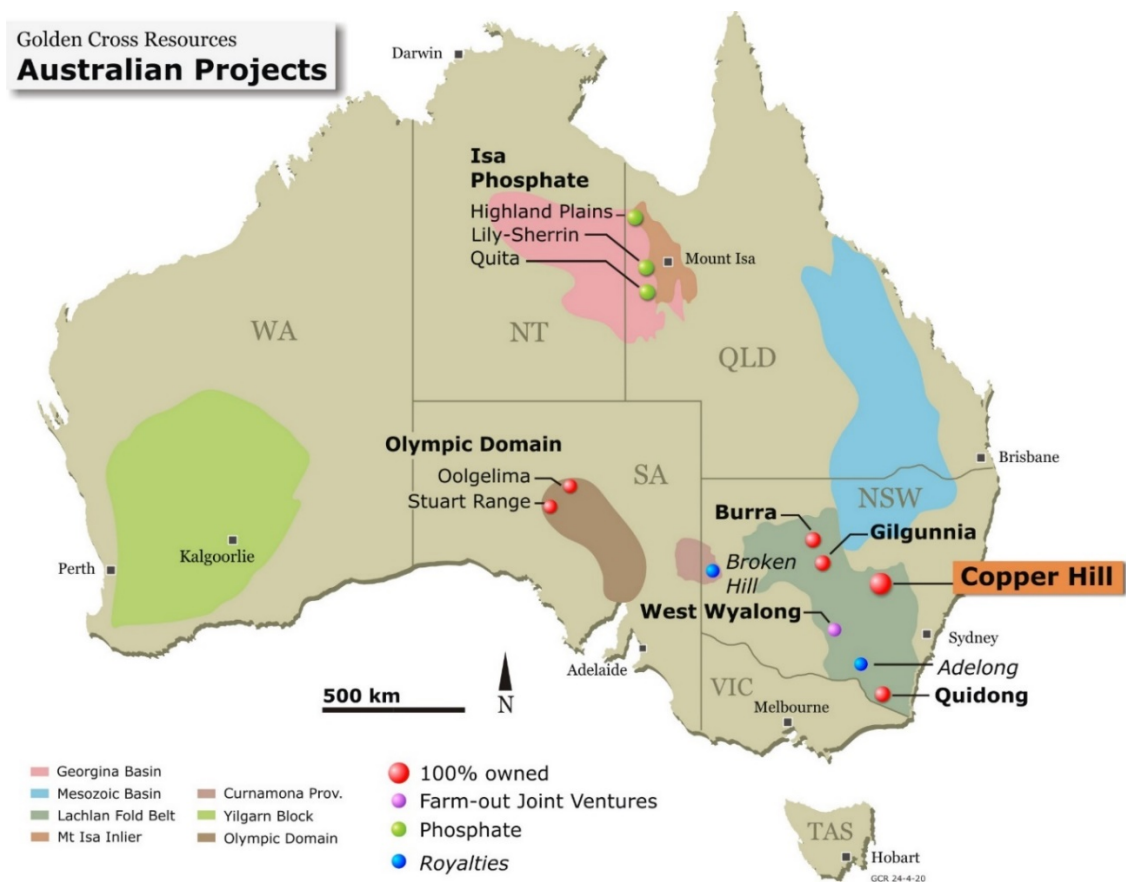 Golden Cross Resources
Australian Projects
Darwin
Isa
Phosphate
Highland Plains
Lily-Sherrin
Quita
Mount Isa
WA
NT
QLD
Olympic Domain
Oolgelima
Stuart Range
SA
Brisbane
NSW
Burra
Gilgunnia
Kalgoorlie
Perth
Broken
Hill
Copper Hill
West Wyalong
Sydney
Adelaide
Adelong
VIC
Quidong
500 km
N
Melbourne
Georgina Basin
Mesozoic Basin
Lachlan Fold Belt
Mt Isa Inlier
Curnamona Prov.
Yilgarn Block
Olympic Domain
100% owned
Farm-out Joint Ventures
Phosphate
Royalties
TAS
Hobart
GCR 24-4-20